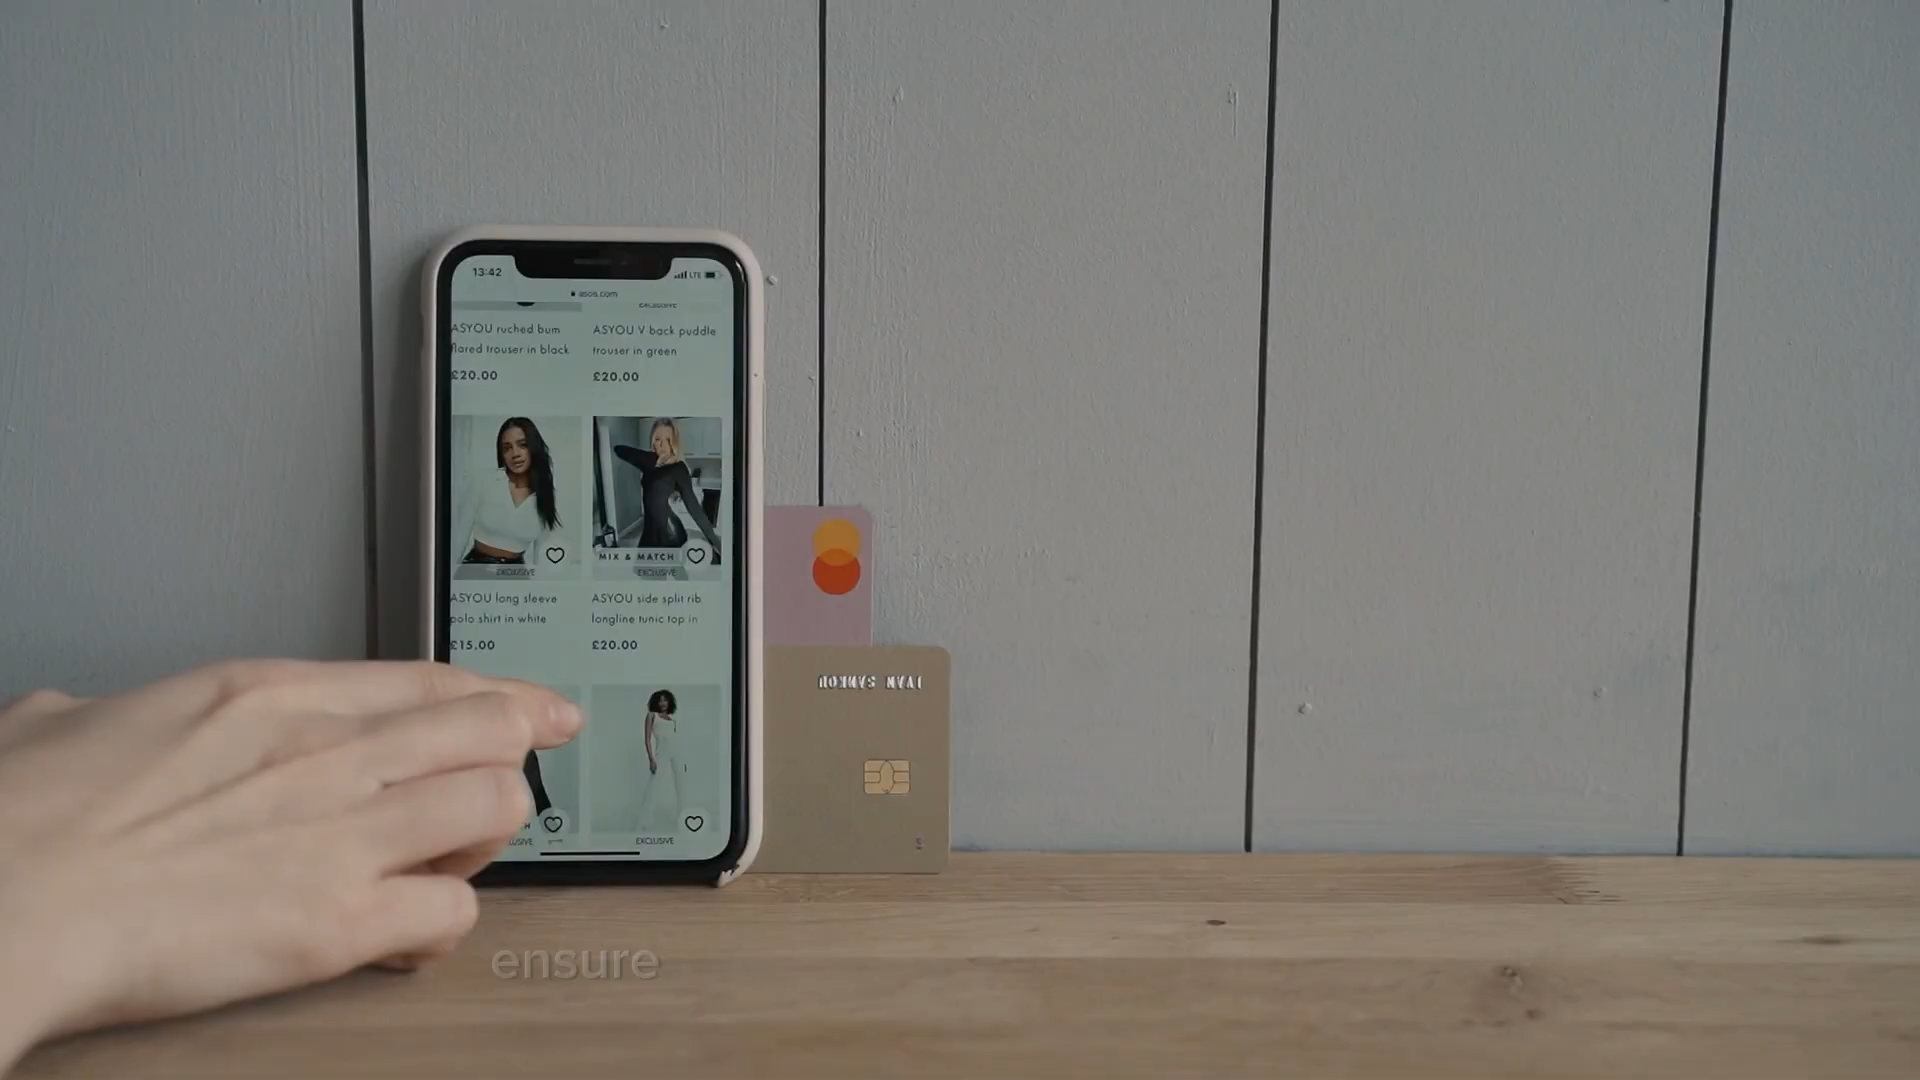 13:42
LTE
asos.com
EXCLUSIVE
ASYOU ruched bum
flared trouser in black
£20.00
ASYOU V back puddle
trouser in green
£20.00
MIX & MATCH
EXCLUSIVE
EXCLUSIVE
ASYOU long sleeve
polo shirt in white
£15.00
ASYOU side split rib
longline tunic top in
£20.00
EXCLUSIVE
IVAN SANKOU
ensure